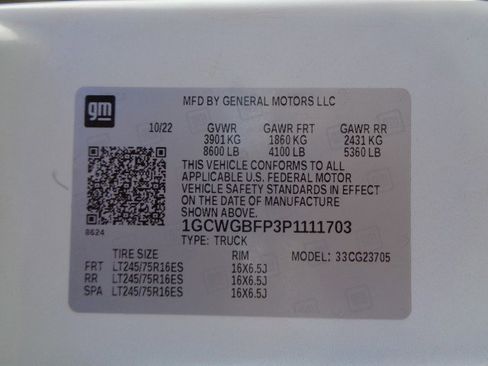 gm
MFD BY GENERAL MOTORS LLC
10/22 GVWR GAWR FRT GAWR RR
3901 KG 1860 KG 2431 KG
8600 LB 4100 LB 5360 LB
THIS VEHICLE CONFORMS TO ALL
APPLICABLE U.S. FEDERAL MOTOR
VEHICLE SAFETY STANDARDS IN EFFECT
ON THE DATE OF MANUFACTURE
SHOWN ABOVE.
8624
1GCWGBFP3P1111703
TYPE: TRUCK
TIRE SIZE RIM MODEL: 33CG23705
FRT LT245/75R16ES 16X6.5J
RR LT245/75R16ES 16X6.5J
SPA LT245/75R16ES 16X6.5J